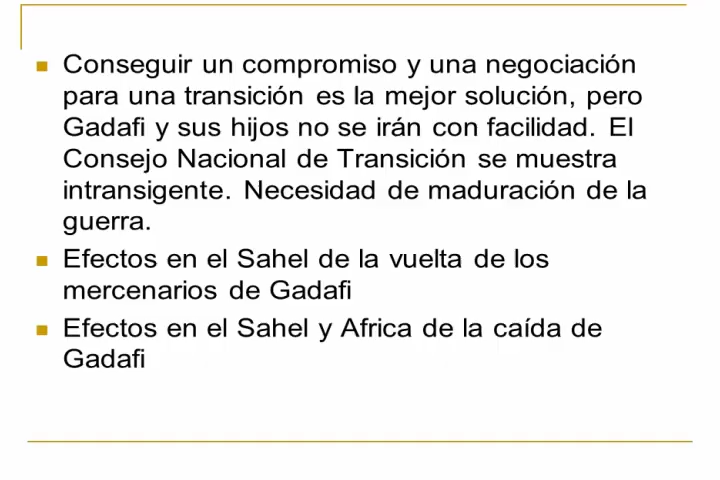 Conseguir un compromiso y una negociación
para una transición es la mejor solución, pero
Gadafi y sus hijos no se irán con facilidad. El
Consejo Nacional de Transición se muestra
intransigente. Necesidad de maduración de la
guerra.
Efectos en el Sahel de la vuelta de los
mercenarios de Gadafi
Efectos en el Sahel y Africa de la caída de
Gadafi